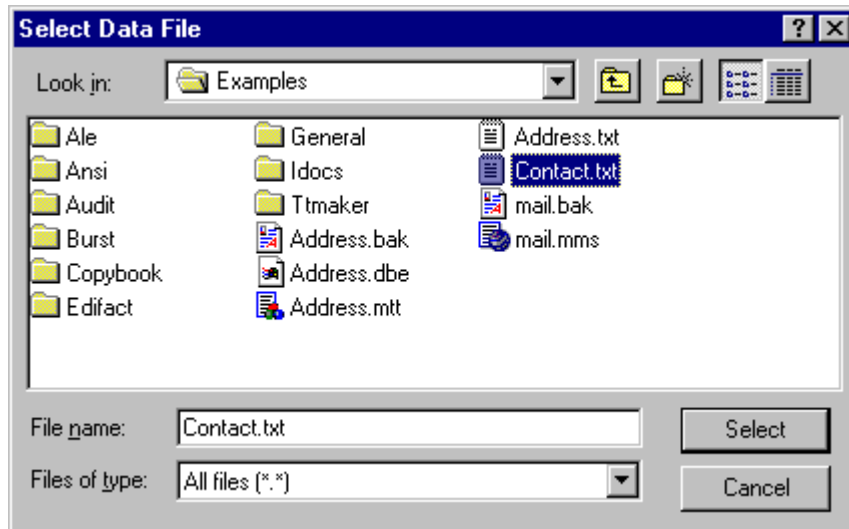 Select Data File
Look in: Examples
Ale General Address.txt
Ansi Idocs Contact.txt
Audit Ttmaker mail.bak
Burst Address.bak mail.mms
Copybook Address.dbe
Edifact Address.mtt
File name: Contact.txt Select
Files of type: All files (*.*) Cancel